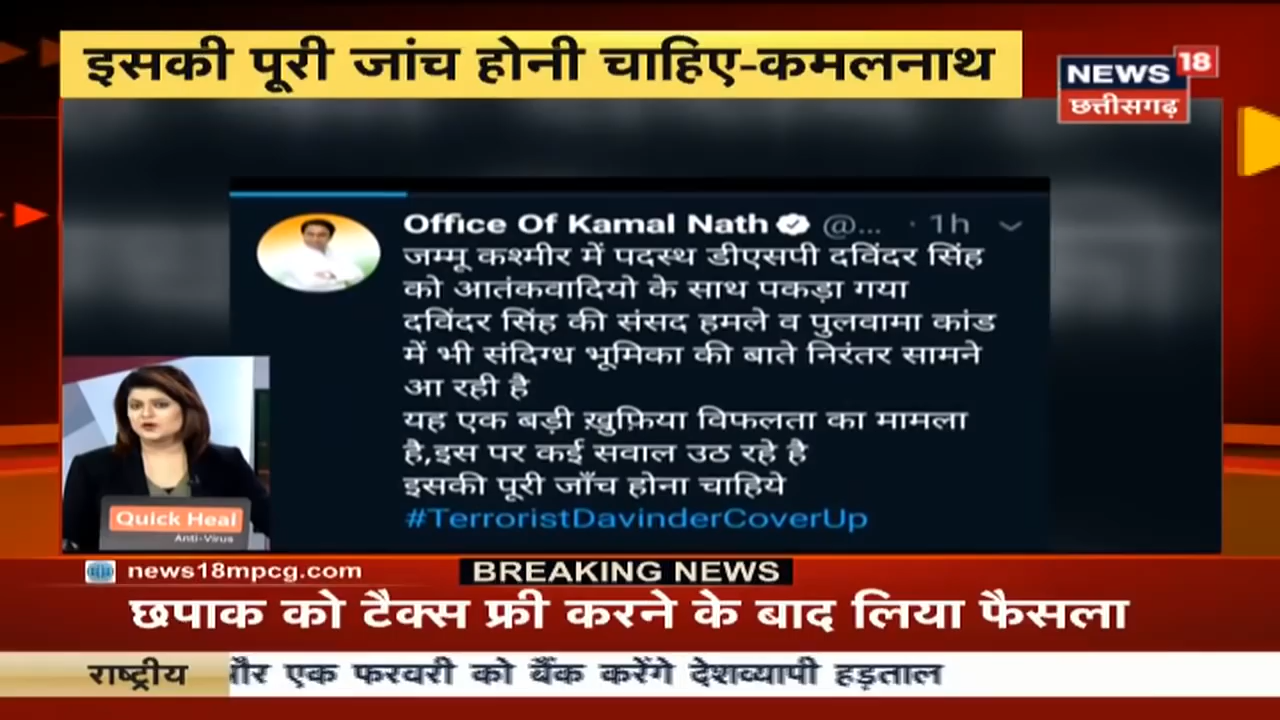 इसकी पूरी जांच होनी चाहिए-कमलनाथ
NEWS 18
छत्तीसगढ़
Office Of Kamal Nath @... · 1h
जम्मू कश्मीर में पदस्थ डीएसपी दविंदर सिंह
को आतंकवादियो के साथ पकड़ा गया
दविंदर सिंह की संसद हमले व पुलवामा कांड
में भी संदिग्ध भूमिका की बाते निरंतर सामने
आ रही है
यह एक बड़ी ख़ुफ़िया विफलता का मामला
है,इस पर कई सवाल उठ रहे है
इसकी पूरी जाँच होना चाहिये
#TerroristDavinderCoverUp
Quick Heal
Anti-Virus
news18mpcg.com
BREAKING NEWS
छपाक को टैक्स फ्री करने के बाद लिया फैसला
राष्ट्रीय
एक फरवरी को बैंक करेंगे देशव्यापी हड़ताल